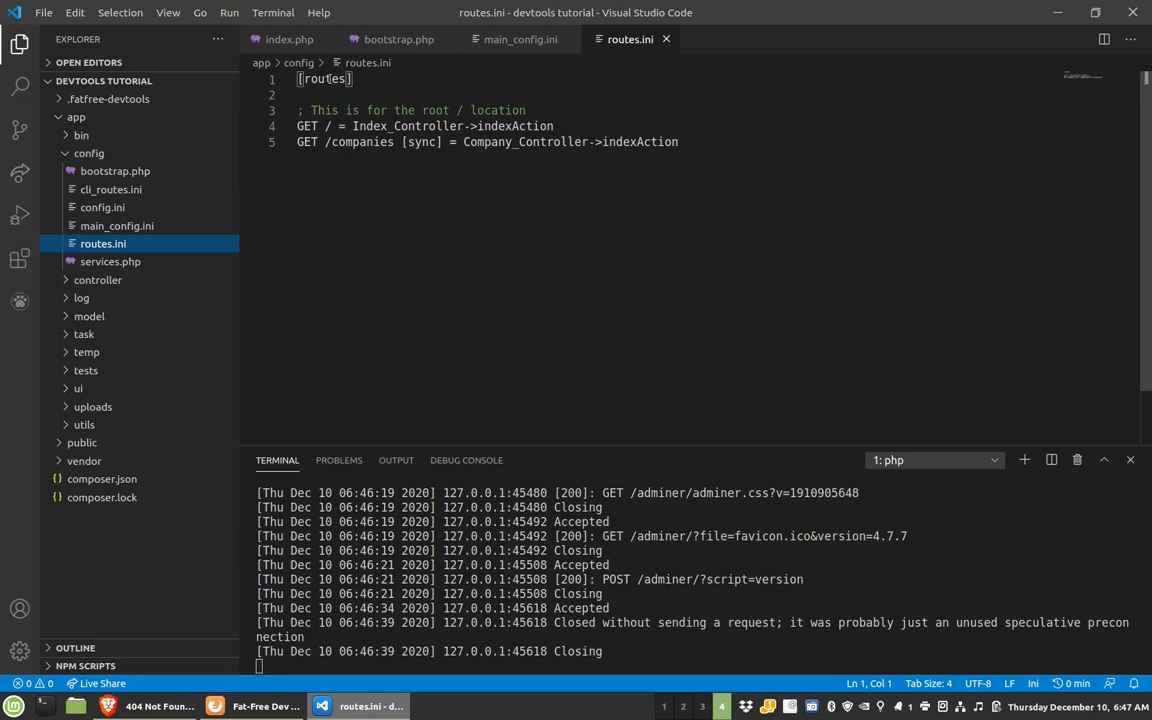 File Edit Selection View Go Run Terminal Help routes.ini - devtools tutorial - Visual Studio Code
EXPLORER
index.php bootstrap.php main_config.ini routes.ini
OPEN EDITORS
DEVTOOLS TUTORIAL
.fatfree-devtools
app
bin
config
bootstrap.php
cli_routes.ini
config.ini
main_config.ini
routes.ini
services.php
controller
log
model
task
temp
tests
ui
uploads
utils
public
vendor
composer.json
composer.lock
OUTLINE
NPM SCRIPTS
app > config > routes.ini
1 [routes]
2
3 ; This is for the root / location
4 GET / = Index_Controller->indexAction
5 GET /companies [sync] = Company_Controller->indexAction
TERMINAL PROBLEMS OUTPUT DEBUG CONSOLE 1: php
[Thu Dec 10 06:46:19 2020] 127.0.0.1:45480 [200]: GET /adminer/adminer.css?v=1910905648
[Thu Dec 10 06:46:19 2020] 127.0.0.1:45480 Closing
[Thu Dec 10 06:46:19 2020] 127.0.0.1:45492 Accepted
[Thu Dec 10 06:46:19 2020] 127.0.0.1:45492 [200]: GET /adminer/?file=favicon.ico&version=4.7.7
[Thu Dec 10 06:46:19 2020] 127.0.0.1:45492 Closing
[Thu Dec 10 06:46:21 2020] 127.0.0.1:45508 Accepted
[Thu Dec 10 06:46:21 2020] 127.0.0.1:45508 [200]: POST /adminer/?script=version
[Thu Dec 10 06:46:21 2020] 127.0.0.1:45508 Closing
[Thu Dec 10 06:46:34 2020] 127.0.0.1:45618 Accepted
[Thu Dec 10 06:46:39 2020] 127.0.0.1:45618 Closed without sending a request; it was probably just an unused speculative precon
nection
[Thu Dec 10 06:46:39 2020] 127.0.0.1:45618 Closing
0 0 Live Share Ln 1, Col 1 Tab Size: 4 UTF-8 LF Ini 0 min
404 Not Foun... Fat-Free Dev ... routes.ini - d... 1 2 3 4 1 Thursday December 10, 6:47 AM